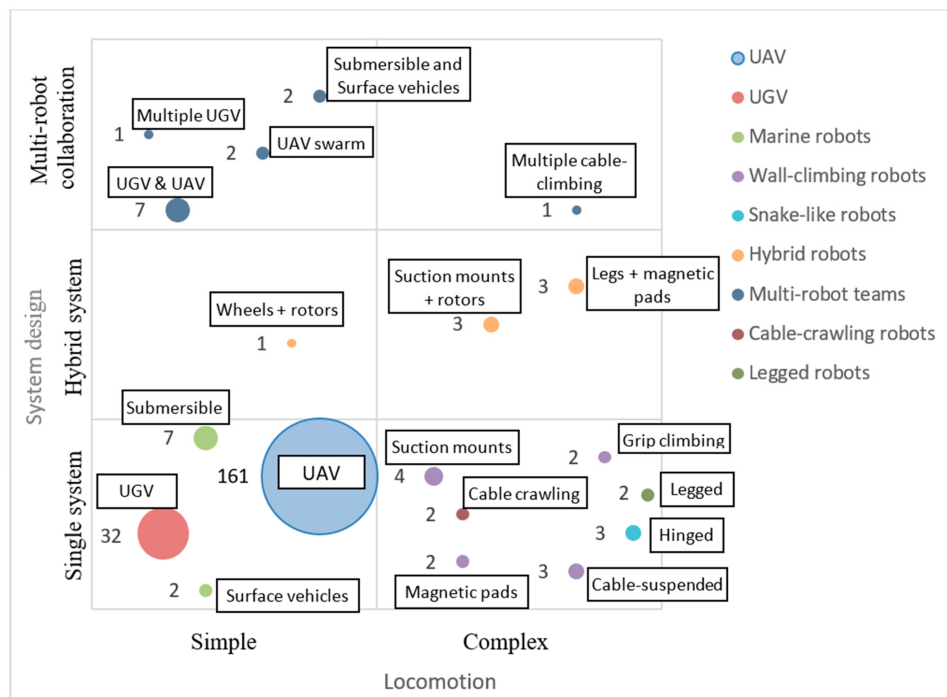 Multi-robot
collaboration
Hybrid system
System design
Single system
2
Submersible and
Surface vehicles
1
Multiple UGV
2
UAV swarm
UGV & UAV
7
Multiple cable-
climbing
1
Wheels + rotors
1
Suction mounts
+ rotors
3
3
Legs + magnetic
pads
Submersible
7
161
UAV
UGV
32
2
Surface vehicles
Suction mounts
4
Cable crawling
2
2
Magnetic pads
Grip climbing
2
2
Legged
3
Hinged
3
Cable-suspended
Simple
Complex
Locomotion
UAV
UGV
Marine robots
Wall-climbing robots
Snake-like robots
Hybrid robots
Multi-robot teams
Cable-crawling robots
Legged robots